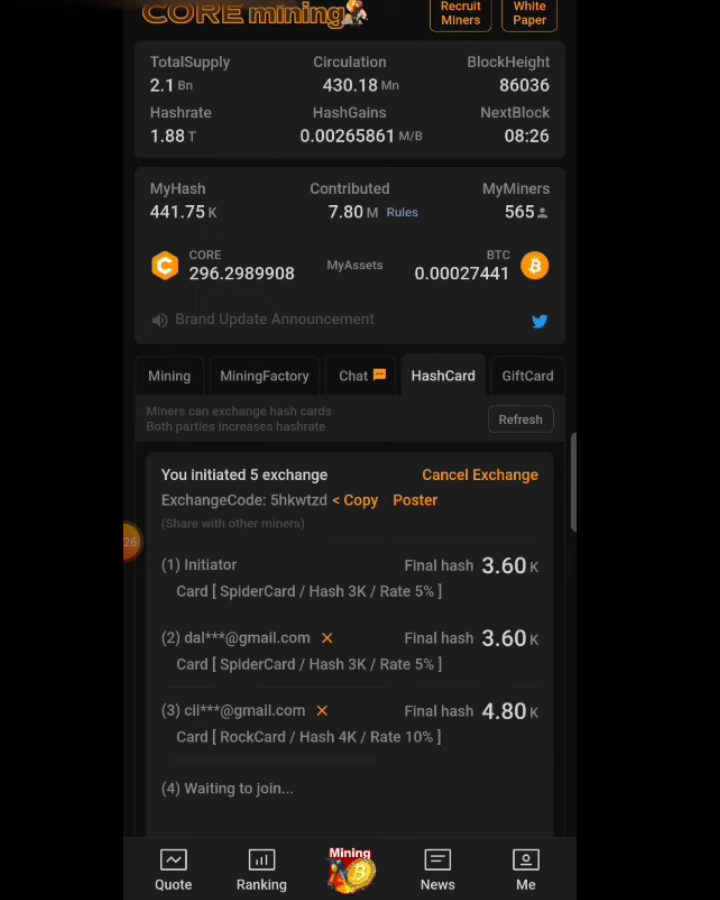 CORE mining
Recruit Miners
White Paper
TotalSupply Circulation BlockHeight
2.1 Bn 430.18 Mn 86036
Hashrate HashGains NextBlock
1.88 T 0.00265861 M/B 08:26
MyHash Contributed MyMiners
441.75 K 7.80 M Rules 565
CORE MyAssets BTC
296.2989908 0.00027441
Brand Update Announcement
Mining MiningFactory Chat HashCard GiftCard
Miners can exchange hash cards
Both parties increases hashrate
Refresh
You initiated 5 exchange Cancel Exchange
ExchangeCode: 5hkwtzd < Copy Poster
(Share with other miners)
26
(1) Initiator Final hash 3.60 K
Card [ SpiderCard / Hash 3K / Rate 5% ]
(2) dal***@gmail.com × Final hash 3.60 K
Card [ SpiderCard / Hash 3K / Rate 5% ]
(3) cii***@gmail.com × Final hash 4.80 K
Card [ RockCard / Hash 4K / Rate 10% ]
(4) Waiting to join...
Mining
Quote Ranking News Me